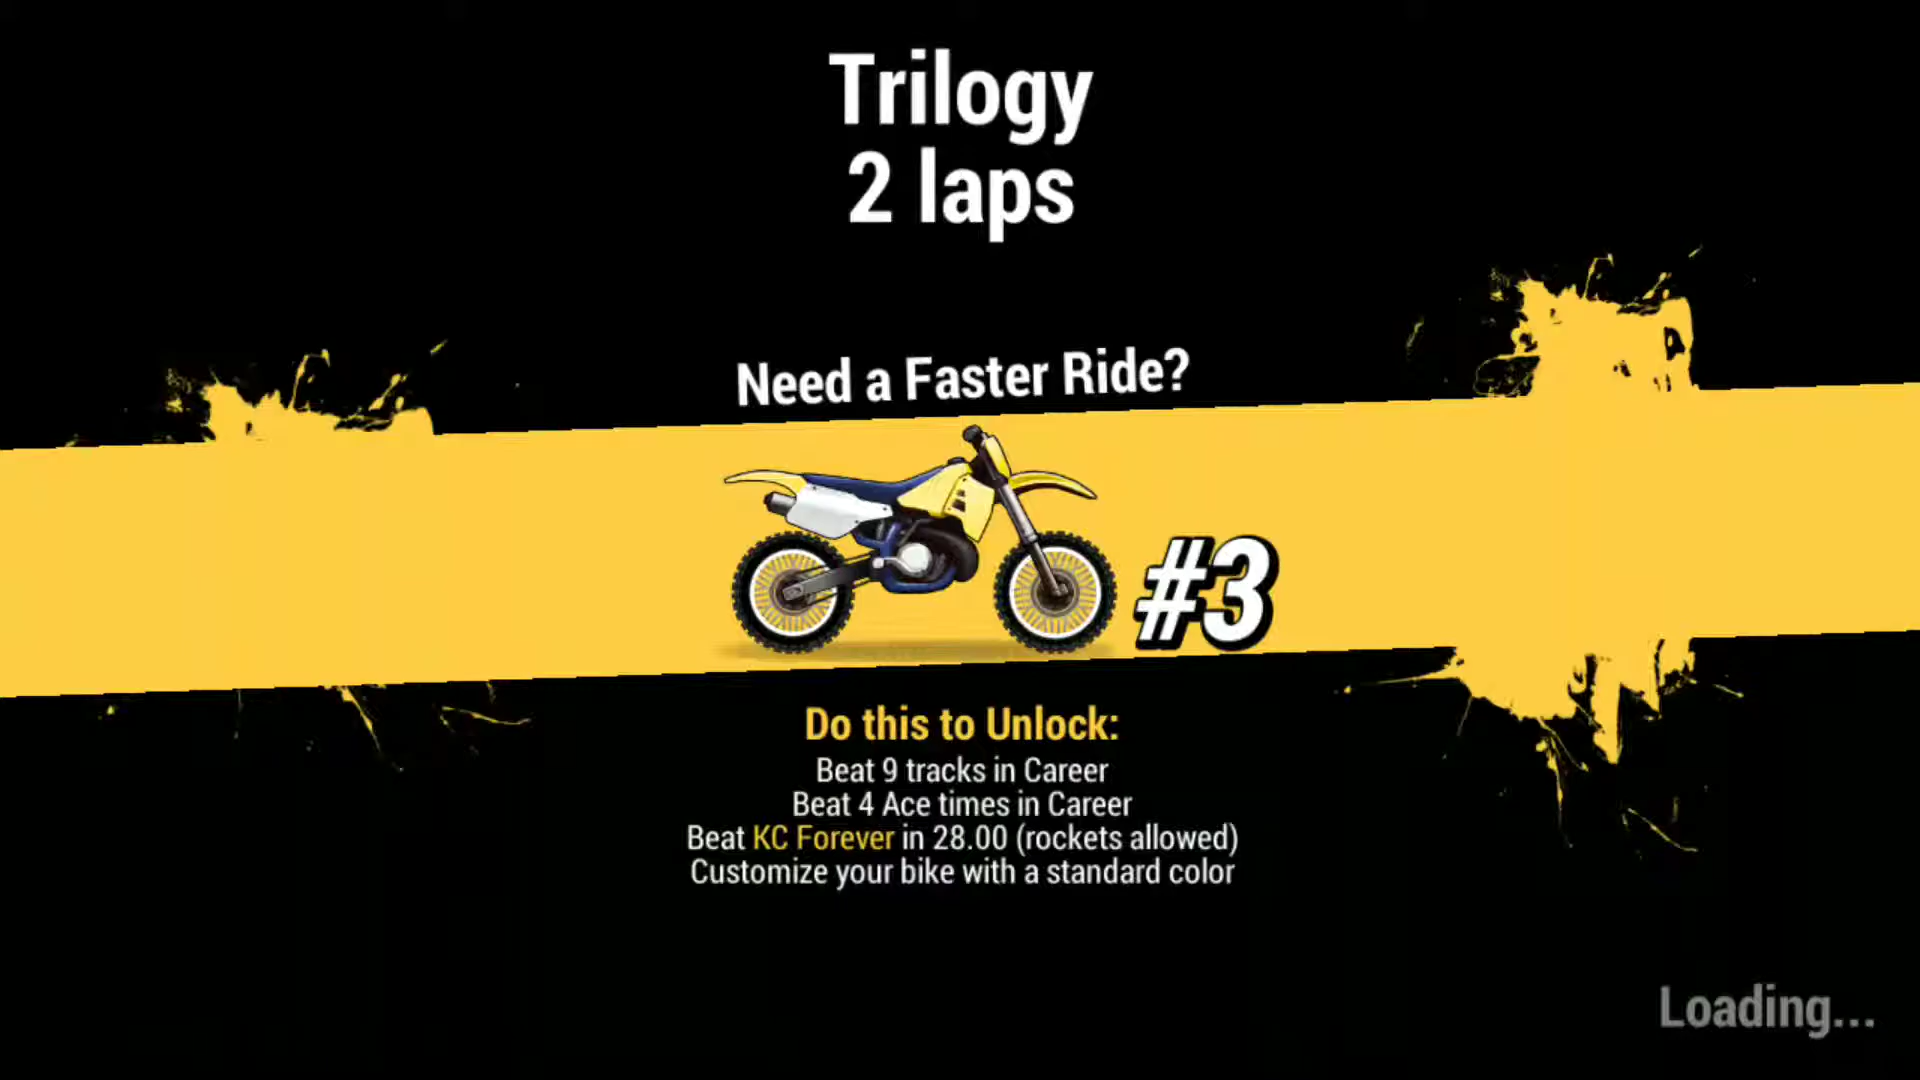 Trilogy
2 laps
Need a Faster Ride?
#3
Do this to Unlock:
Beat 9 tracks in Career
Beat 4 Ace times in Career
Beat KC Forever in 28.00 (rockets allowed)
Customize your bike with a standard color
Loading...